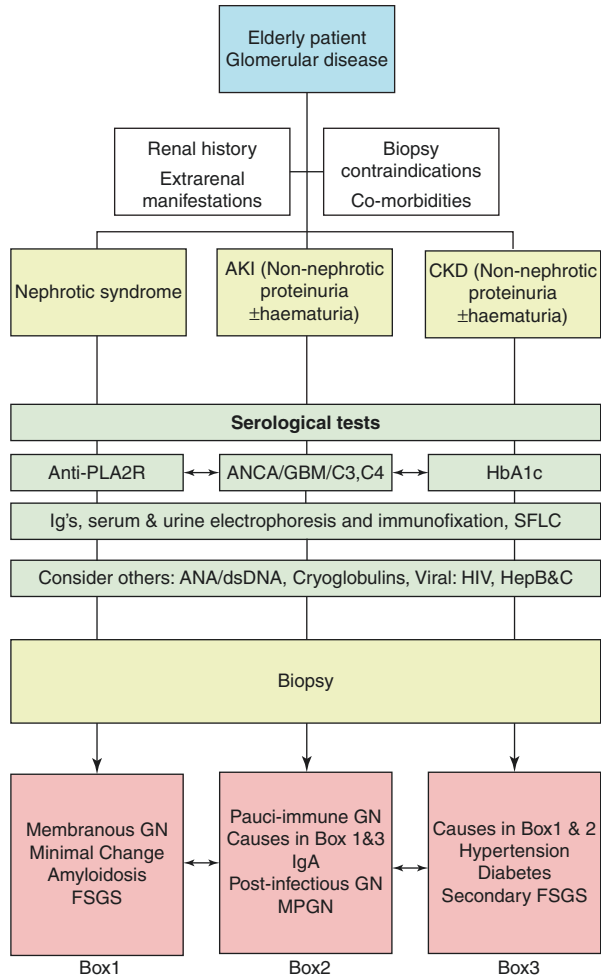 Elderly patient
Glomerular disease
Renal history
Extrarenal
manifestations
Biopsy
contraindications
Co-morbidities
Nephrotic syndrome
AKI (Non-nephrotic
proteinuria
±haematuria)
CKD (Non-nephrotic
proteinuria
±haematuria)
Serological tests
Anti-PLA2R
ANCA/GBM/C3,C4
HbA1c
Ig's, serum & urine electrophoresis and immunofixation, SFLC
Consider others: ANA/dsDNA, Cryoglobulins, Viral: HIV, HepB&C
Biopsy
Membranous GN
Minimal Change
Amyloidosis
FSGS
Box1
Pauci-immune GN
Causes in Box 1&3
IgA
Post-infectious GN
MPGN
Box2
Causes in Box1 & 2
Hypertension
Diabetes
Secondary FSGS
Box3